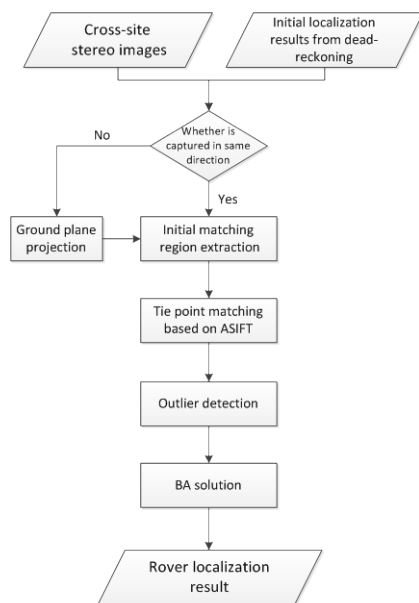 Cross-site
stereo images
Initial localization
results from dead-
reckoning
Whether is
captured in same
direction
No
Yes
Ground plane
projection
Initial matching
region extraction
Tie point matching
based on ASIFT
Outlier detection
BA solution
Rover localization
result